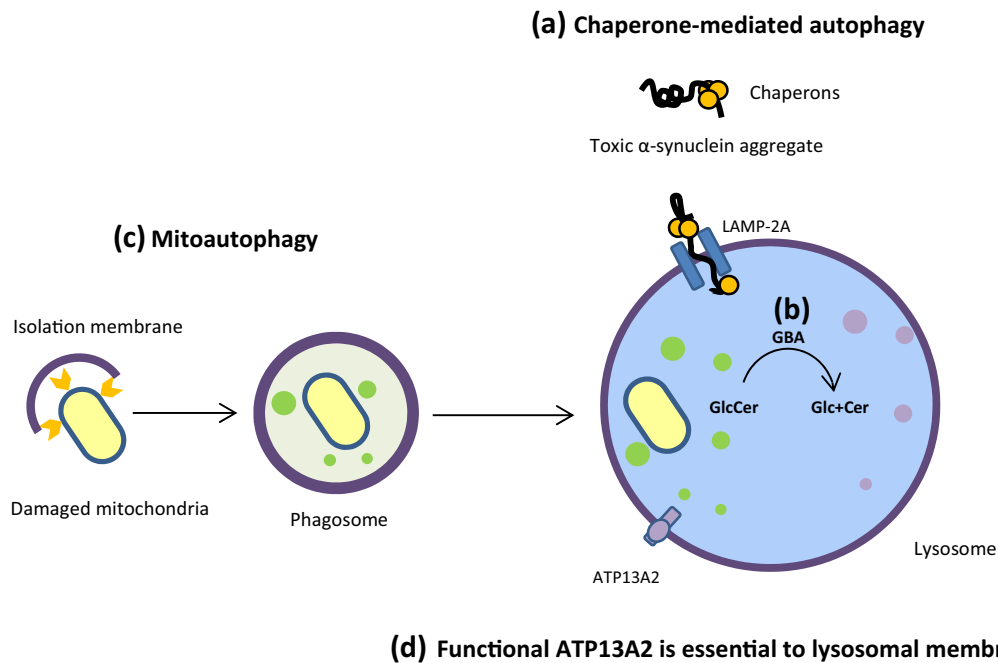 (a) Chaperone-mediated autophagy
Chaperons
Toxic α-synuclein aggregate
LAMP-2A
(c) Mitoautophagy
Isolation membrane
Damaged mitochondria
Phagosome
(b)
GBA
GlcCer
Glc+Cer
ATP13A2
Lysosome
(d) Functional ATP13A2 is essential to lysosomal membr